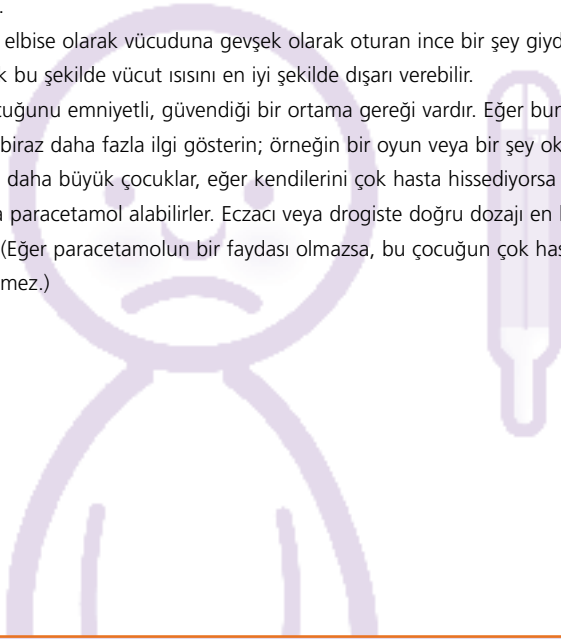 .
elbise olarak vücuduna gevşek olarak oturan ince bir şey giyd
k bu şekilde vücut ısısını en iyi şekilde dışarı verebilir.
uğunu emniyetli, güvendiği bir ortama gereği vardır. Eğer bur
biraz daha fazla ilgi gösterin; örneğin bir oyun veya bir şey ok
daha büyük çocuklar, eğer kendilerini çok hasta hissediyorsa
a paracetamol alabilirler. Eczacı veya drogiste doğru dozajı en
(Eğer paracetamolun bir faydası olmazsa, bu çocuğun çok has
mez.)